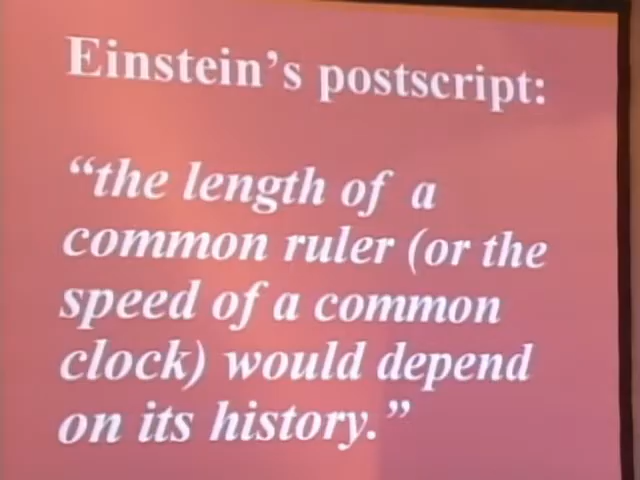 Einstein's postscript:
“the length of a
common ruler (or the
speed of a common
clock) would depend
on its history.”